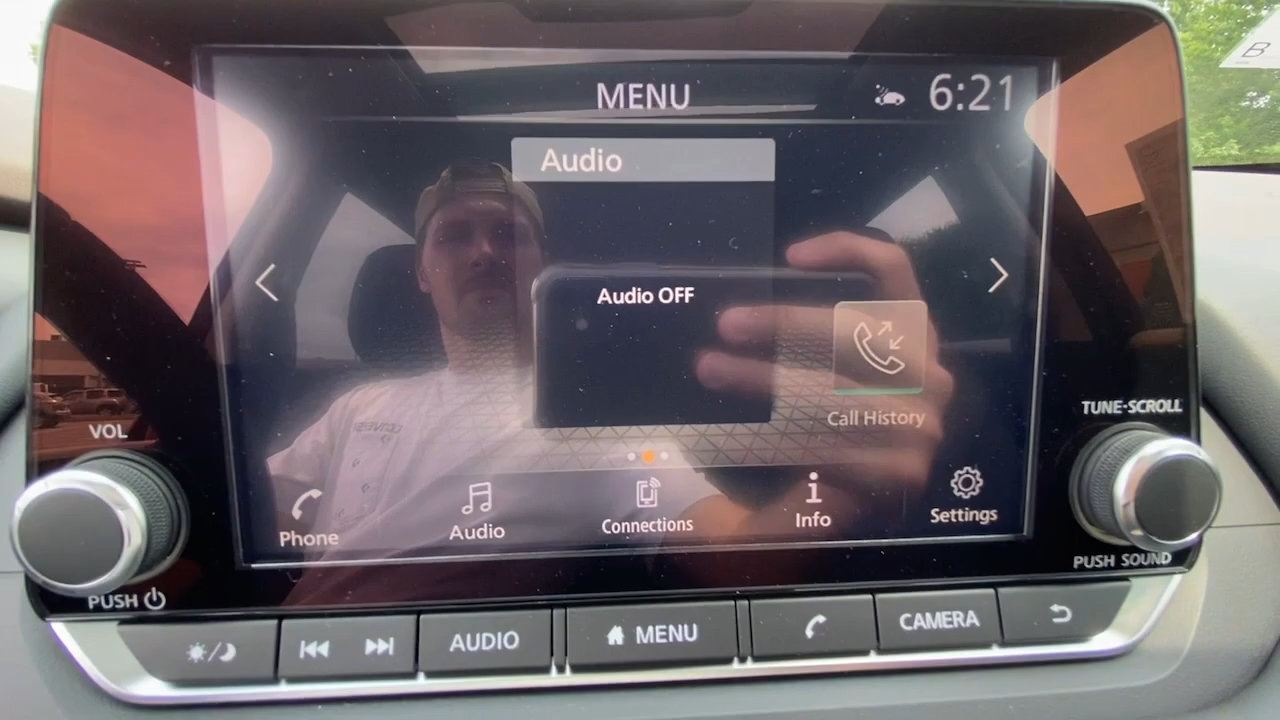 B
MENU
6:21
Audio
Audio OFF
Call History
TUNE·SCROLL
VOL
Phone
Audio
Connections
Info
Settings
PUSH SOUND
PUSH
AUDIO
MENU
CAMERA